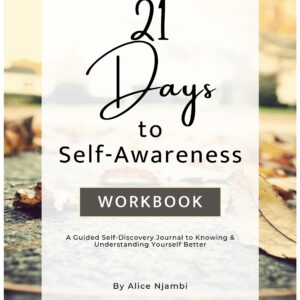 21
Days
to
Self-Awareness
WORKBOOK
A Guided Self-Discovery Journal to Knowing &
Understanding Yourself Better
By Alice Njambi